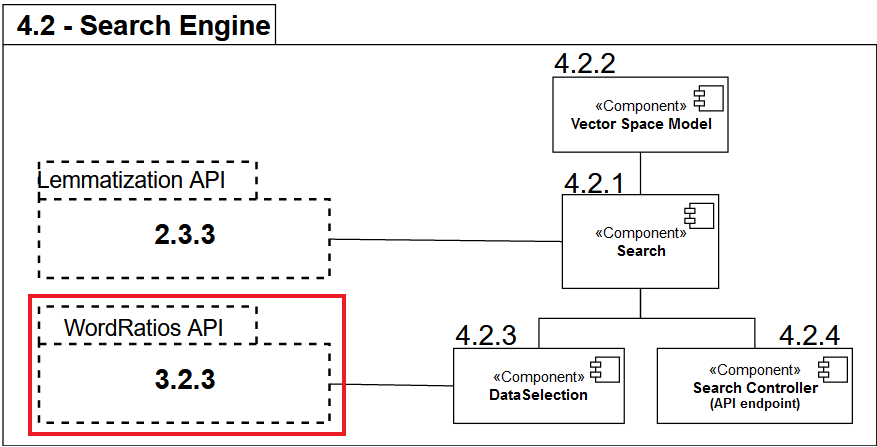 4.2 - Search Engine
4.2.2
«Component»
Vector Space Model
Lemmatization API
2.3.3
4.2.1
«Component»
Search
WordRatios API
3.2.3
4.2.3
«Component»
DataSelection
4.2.4
«Component»
Search Controller
(API endpoint)